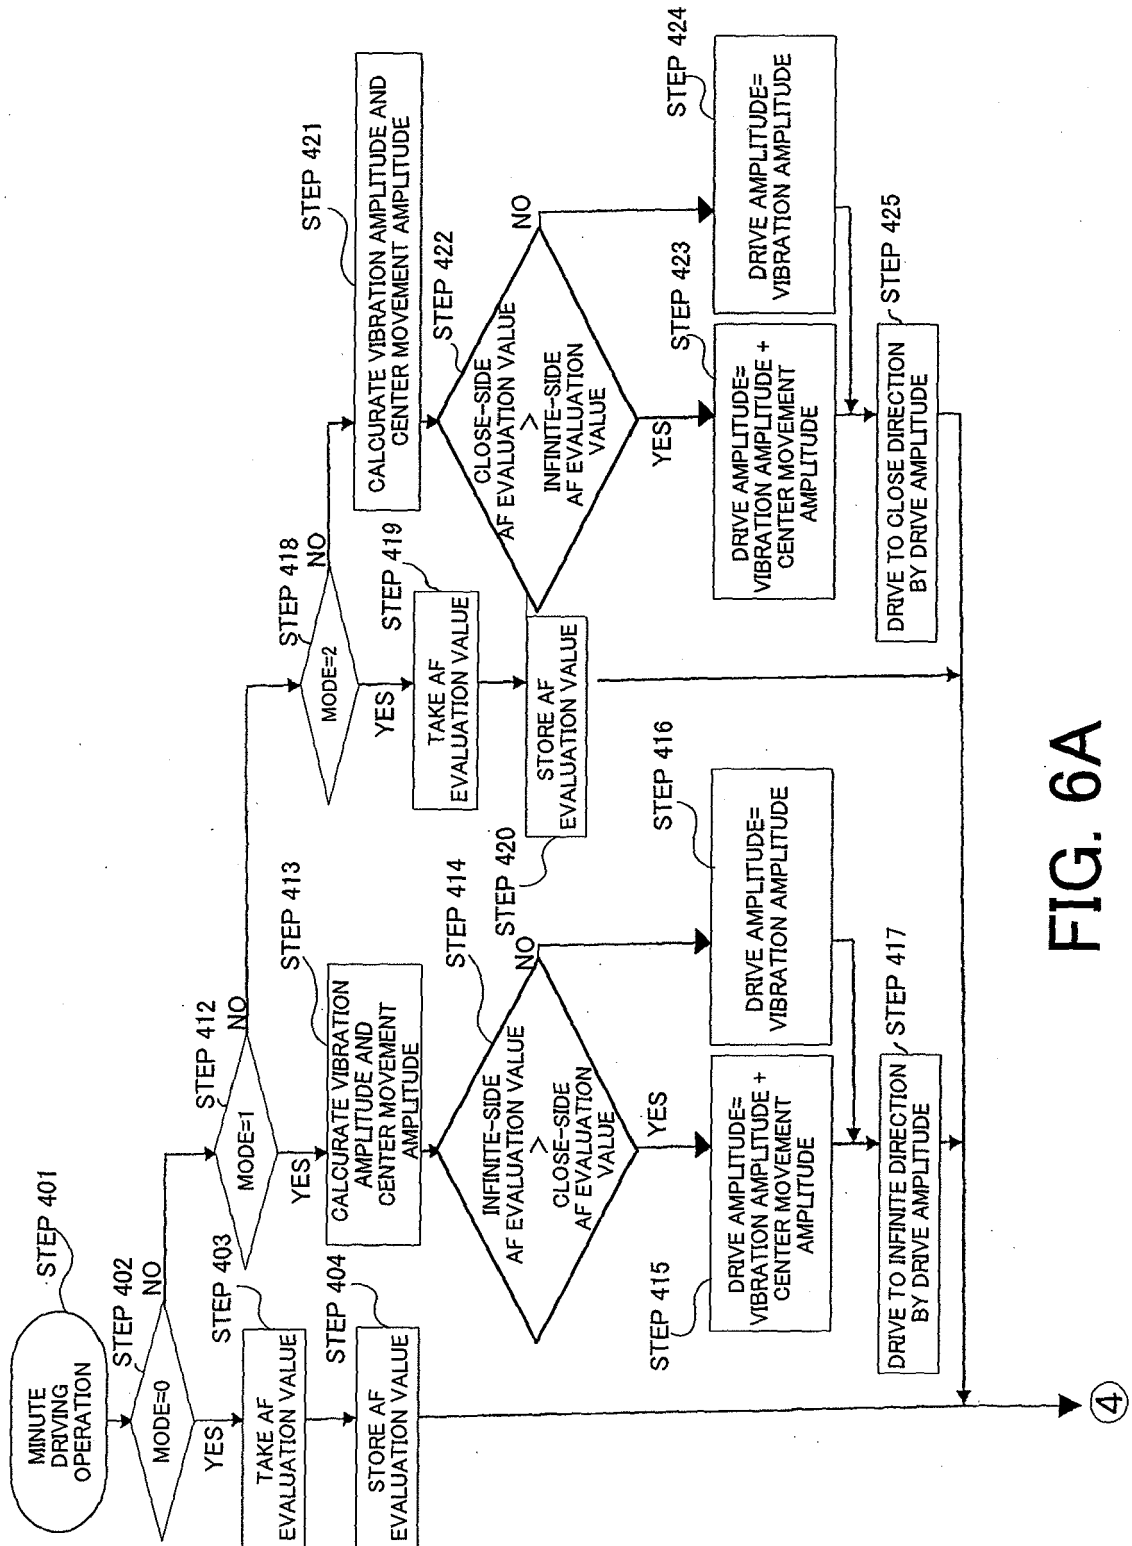 MINUTE
DRIVING
OPERATION
STEP 401
STEP 402
MODE=0
NO
YES
STEP 403
TAKE AF
EVALUATION VALUE
STEP 404
STORE AF
EVALUATION VALUE
STEP 412
MODE=1
NO
YES
STEP 413
CALCURATE VIBRATION
AMPLITUDE AND
CENTER MOVEMENT
AMPLITUDE
STEP 414
INFINITE-SIDE
AF EVALUATION VALUE
>
CLOSE-SIDE
AF EVALUATION
VALUE
NO
YES
STEP 415
DRIVE AMPLITUDE=
VIBRATION AMPLITUDE +
CENTER MOVEMENT
AMPLITUDE
STEP 416
DRIVE AMPLITUDE=
VIBRATION AMPLITUDE
STEP 417
DRIVE TO INFINITE DIRECTION
BY DRIVE AMPLITUDE
STEP 418
MODE=2
NO
YES
STEP 419
TAKE AF
EVALUATION VALUE
STEP 420
STORE AF
EVALUATION VALUE
STEP 421
CALCURATE VIBRATION AMPLITUDE AND
CENTER MOVEMENT AMPLITUDE
STEP 422
CLOSE-SIDE
AF EVALUATION VALUE
>
INFINITE-SIDE
AF EVALUATION
VALUE
NO
YES
STEP 423
DRIVE AMPLITUDE=
VIBRATION AMPLITUDE +
CENTER MOVEMENT
AMPLITUDE
STEP 424
DRIVE AMPLITUDE=
VIBRATION AMPLITUDE
STEP 425
DRIVE TO CLOSE DIRECTION
BY DRIVE AMPLITUDE
4
FIG. 6A